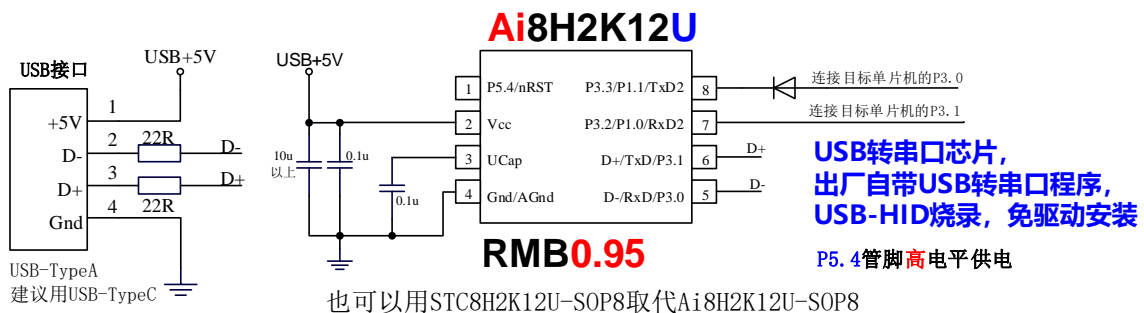 Ai8H2K12U
USB接口
USB+5V
1
+5V
2
22R
D-
D-
3
D+
D+
4
22R
Gnd
USB-TypeA
建议用USB-TypeC
USB+5V
10u
以上
0.1u
0.1u
1
P5.4/nRST
P3.3/P1.1/TxD2
8
连接目标单片机的P3.0
2
Vcc
P3.2/P1.0/RxD2
7
连接目标单片机的P3.1
3
UCap
D+/TxD/P3.1
6
D+
4
Gnd/AGnd
D-/RxD/P3.0
5
D-
RMB0.95
USB转串口芯片，
出厂自带USB转串口程序，
USB-HID烧录，免驱动安装
P5.4管脚高电平供电
也可以用STC8H2K12U-SOP8取代Ai8H2K12U-SOP8